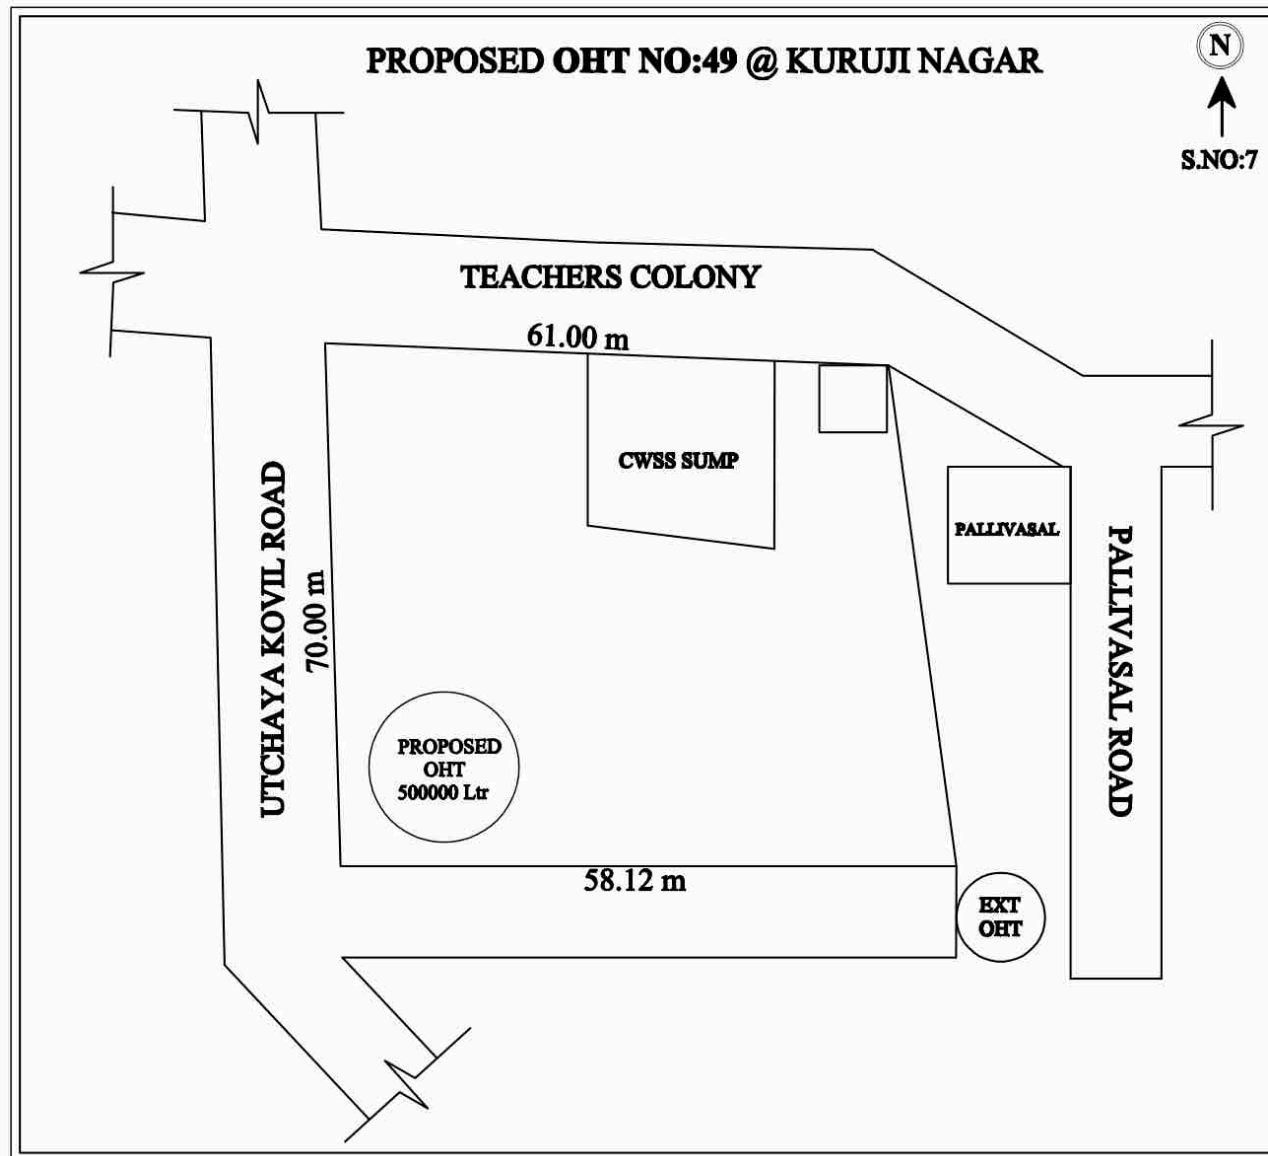 PROPOSED OHT NO:49 @ KURUJI NAGAR
N
S.NO:7
TEACHERS COLONY
61.00 m
CWSS SUMP
PALLIVASAL
UTCHAYA KOVIL ROAD
70.00 m
PALLIVASAL ROAD
PROPOSED
OHT
500000 Ltr
58.12 m
EXT
OHT